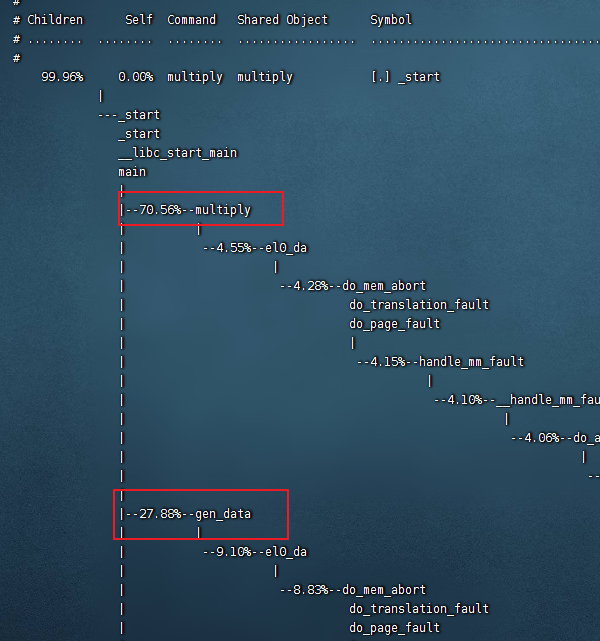 #
# Children      Self  Command   Shared Object      Symbol
# ........  ........  ........  .................  .................................
#
    99.96%     0.00%  multiply  multiply           [.] _start
            |
            ---_start
               _start
               __libc_start_main
               main
               |
               |--70.56%--multiply
               |          |
               |           --4.55%--el0_da
               |                     |
               |                      --4.28%--do_mem_abort
               |                                do_translation_fault
               |                                do_page_fault
               |                                |
               |                                 --4.15%--handle_mm_fault
               |                                           |
               |                                            --4.10%--__handle_mm_fau
               |                                                      |
               |                                                       --4.06%--do_a
               |                                                                 |
               |                                                                  --
               |
               |--27.88%--gen_data
               |          |
               |           --9.10%--el0_da
               |                     |
               |                      --8.83%--do_mem_abort
               |                                do_translation_fault
               |                                do_page_fault